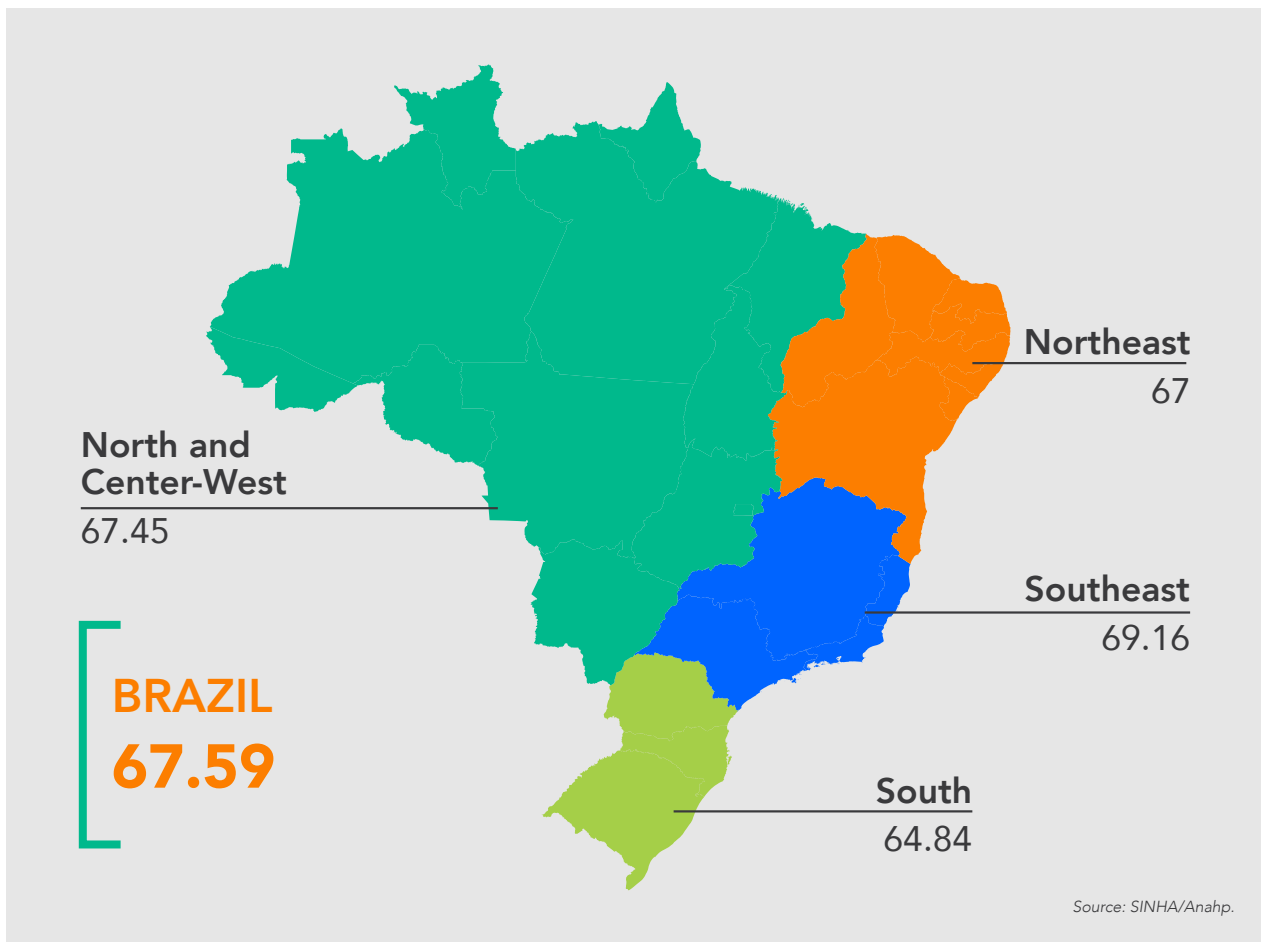 Northeast
67
North and
Center-West
67.45
Southeast
69.16
BRAZIL
67.59
South
64.84
Source: SINHA/Anahp.